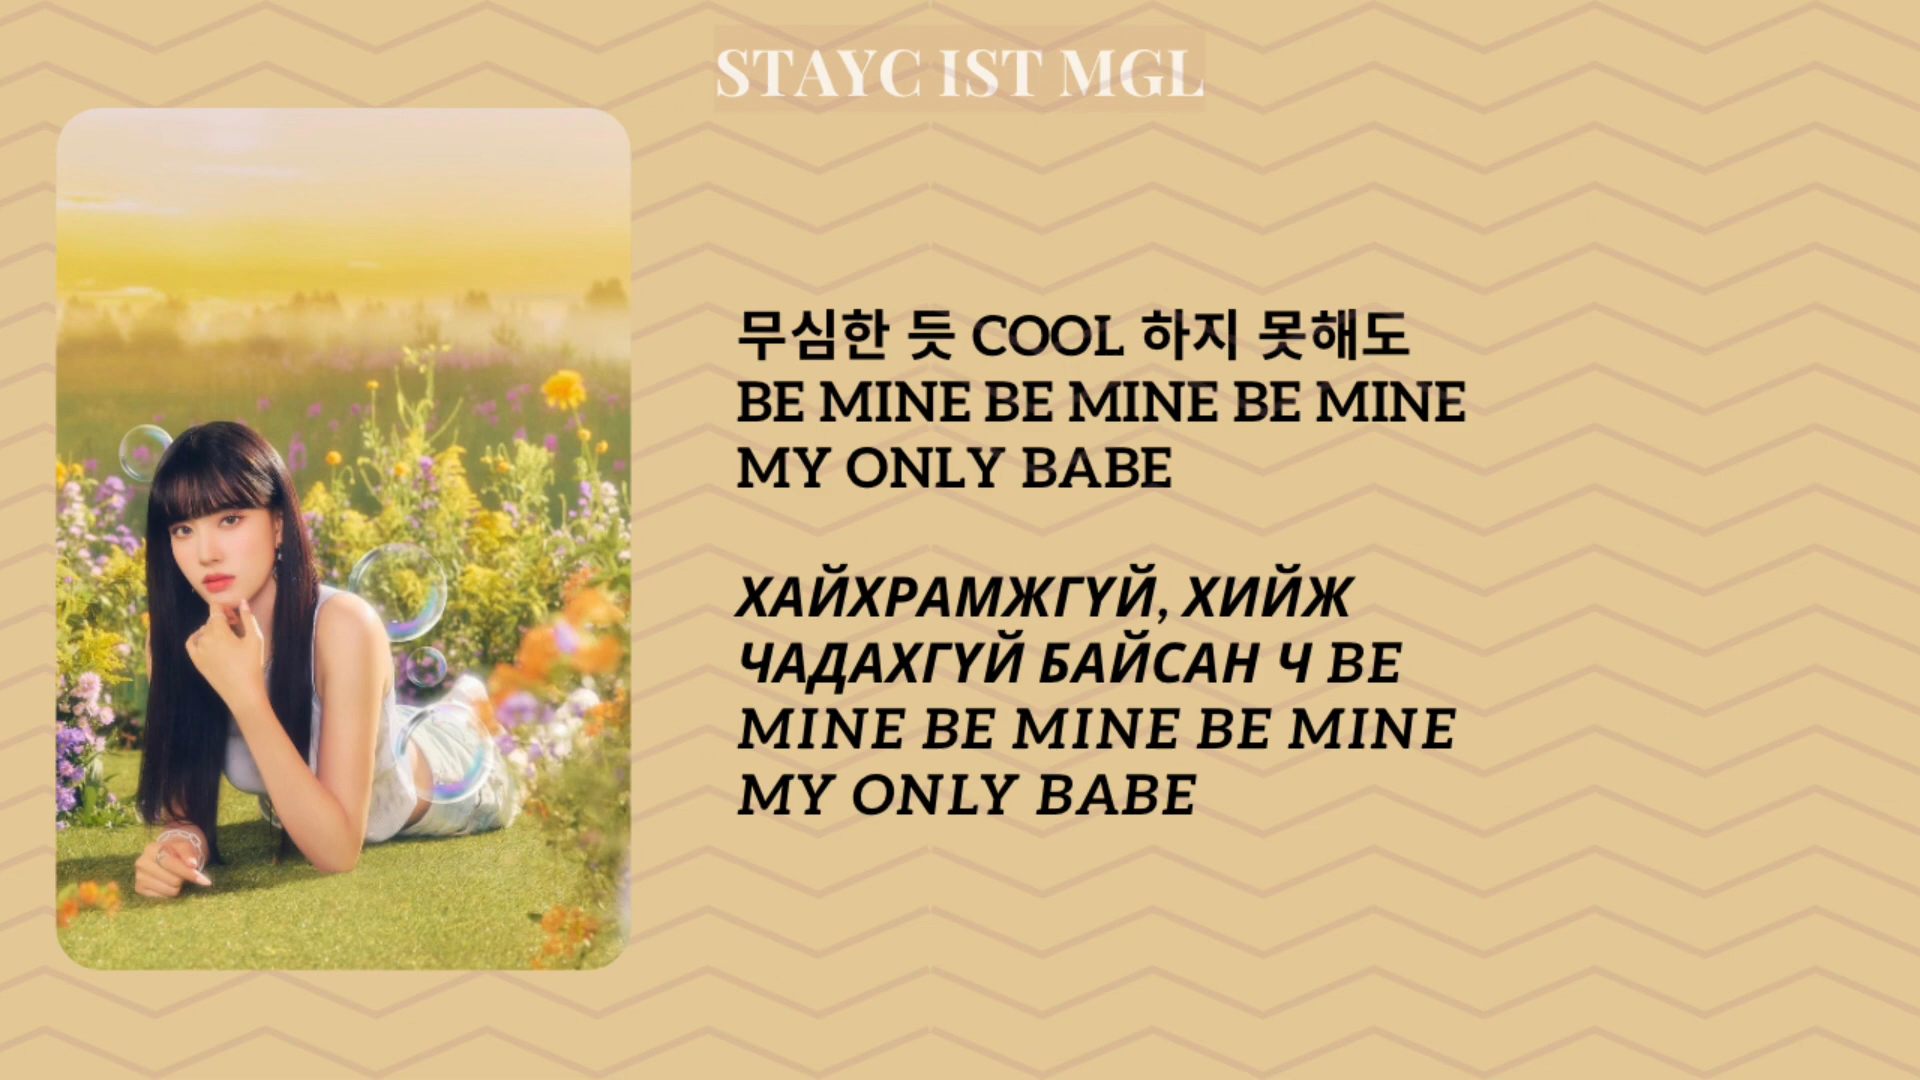 STAYC IST MGL
무심한 듯 COOL 하지 못해도
BE MINE BE MINE BE MINE
MY ONLY BABE
ХАЙХРАМЖГҮЙ, ХИЙЖ
ЧАДАХГҮЙ БАЙСАН Ч BE
MINE BE MINE BE MINE
MY ONLY BABE